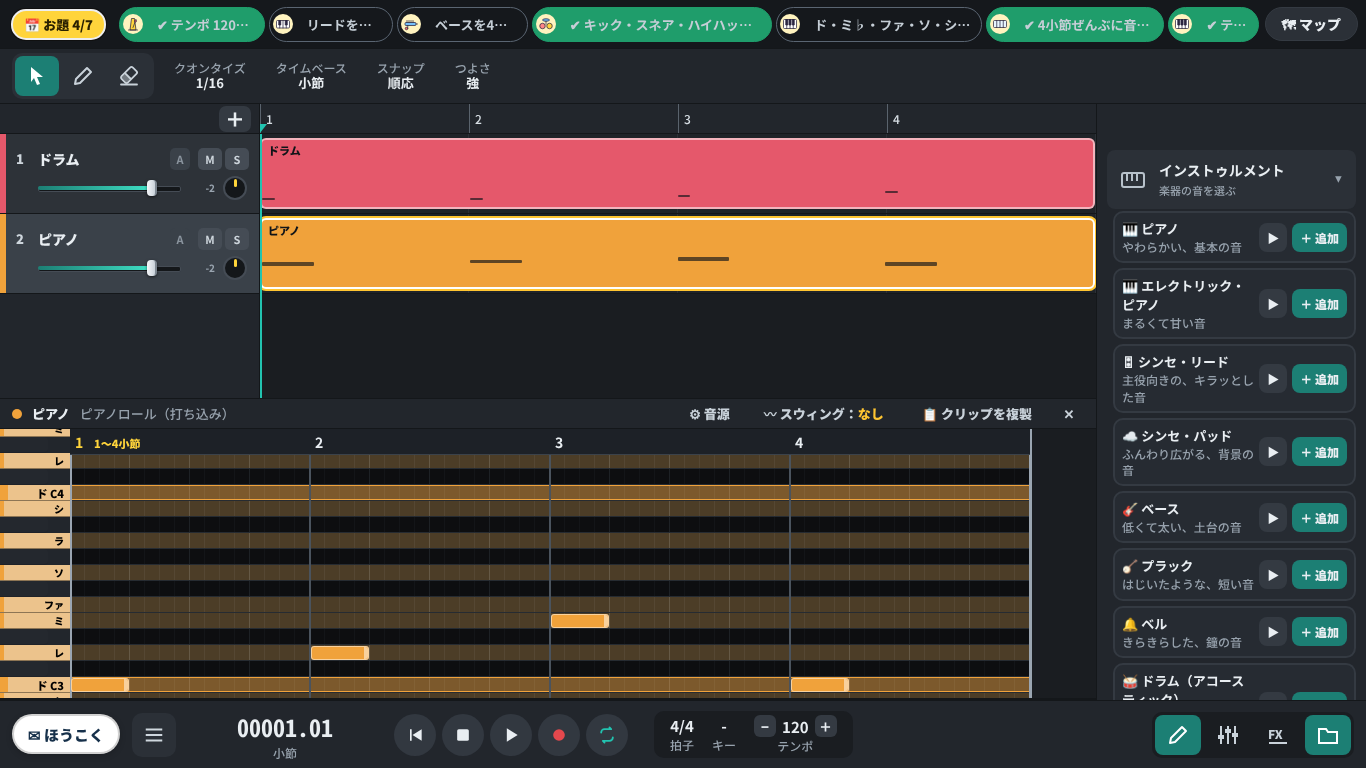 📅 お題 4/7
✔ テンポ 120…
リードを…
ベースを4…
✔ キック・スネア・ハイハッ…
ド・ミ♭・ファ・ソ・シ…
✔ 4小節ぜんぶに音…
✔ テ…
🗺 マップ
クオンタイズ
1/16
タイムベース
小節
スナップ
順応
つよさ
強
+
1
2
3
4
1 ドラム A M S
-2
ドラム
2 ピアノ A M S
-2
ピアノ
インストゥルメント ▼
楽器の音を選ぶ
🎹 ピアノ
やわらかい、基本の音
▶ + 追加
🎹 エレクトリック・
ピアノ
まるくて甘い音
▶ + 追加
🎛 シンセ・リード
主役向きの、キラッとし
た音
▶ + 追加
☁️ シンセ・パッド
ふんわり広がる、背景の
音
▶ + 追加
🎸 ベース
低くて太い、土台の音
▶ + 追加
🪕 プラック
はじいたような、短い音
▶ + 追加
🔔 ベル
きらきらした、鐘の音
▶ + 追加
🥁 ドラム（アコース
ピアノ ピアノロール（打ち込み）
⚙ 音源
〰 スウィング：なし
📋 クリップを複製
✕
1 1〜4小節
2
3
4
レ
ド C4
シ
ラ
ソ
ファ
ミ
レ
ド C3
✉ ほうこく
00001.01
小節
4/4
拍子
-
キー
− 120 +
テンポ
FX